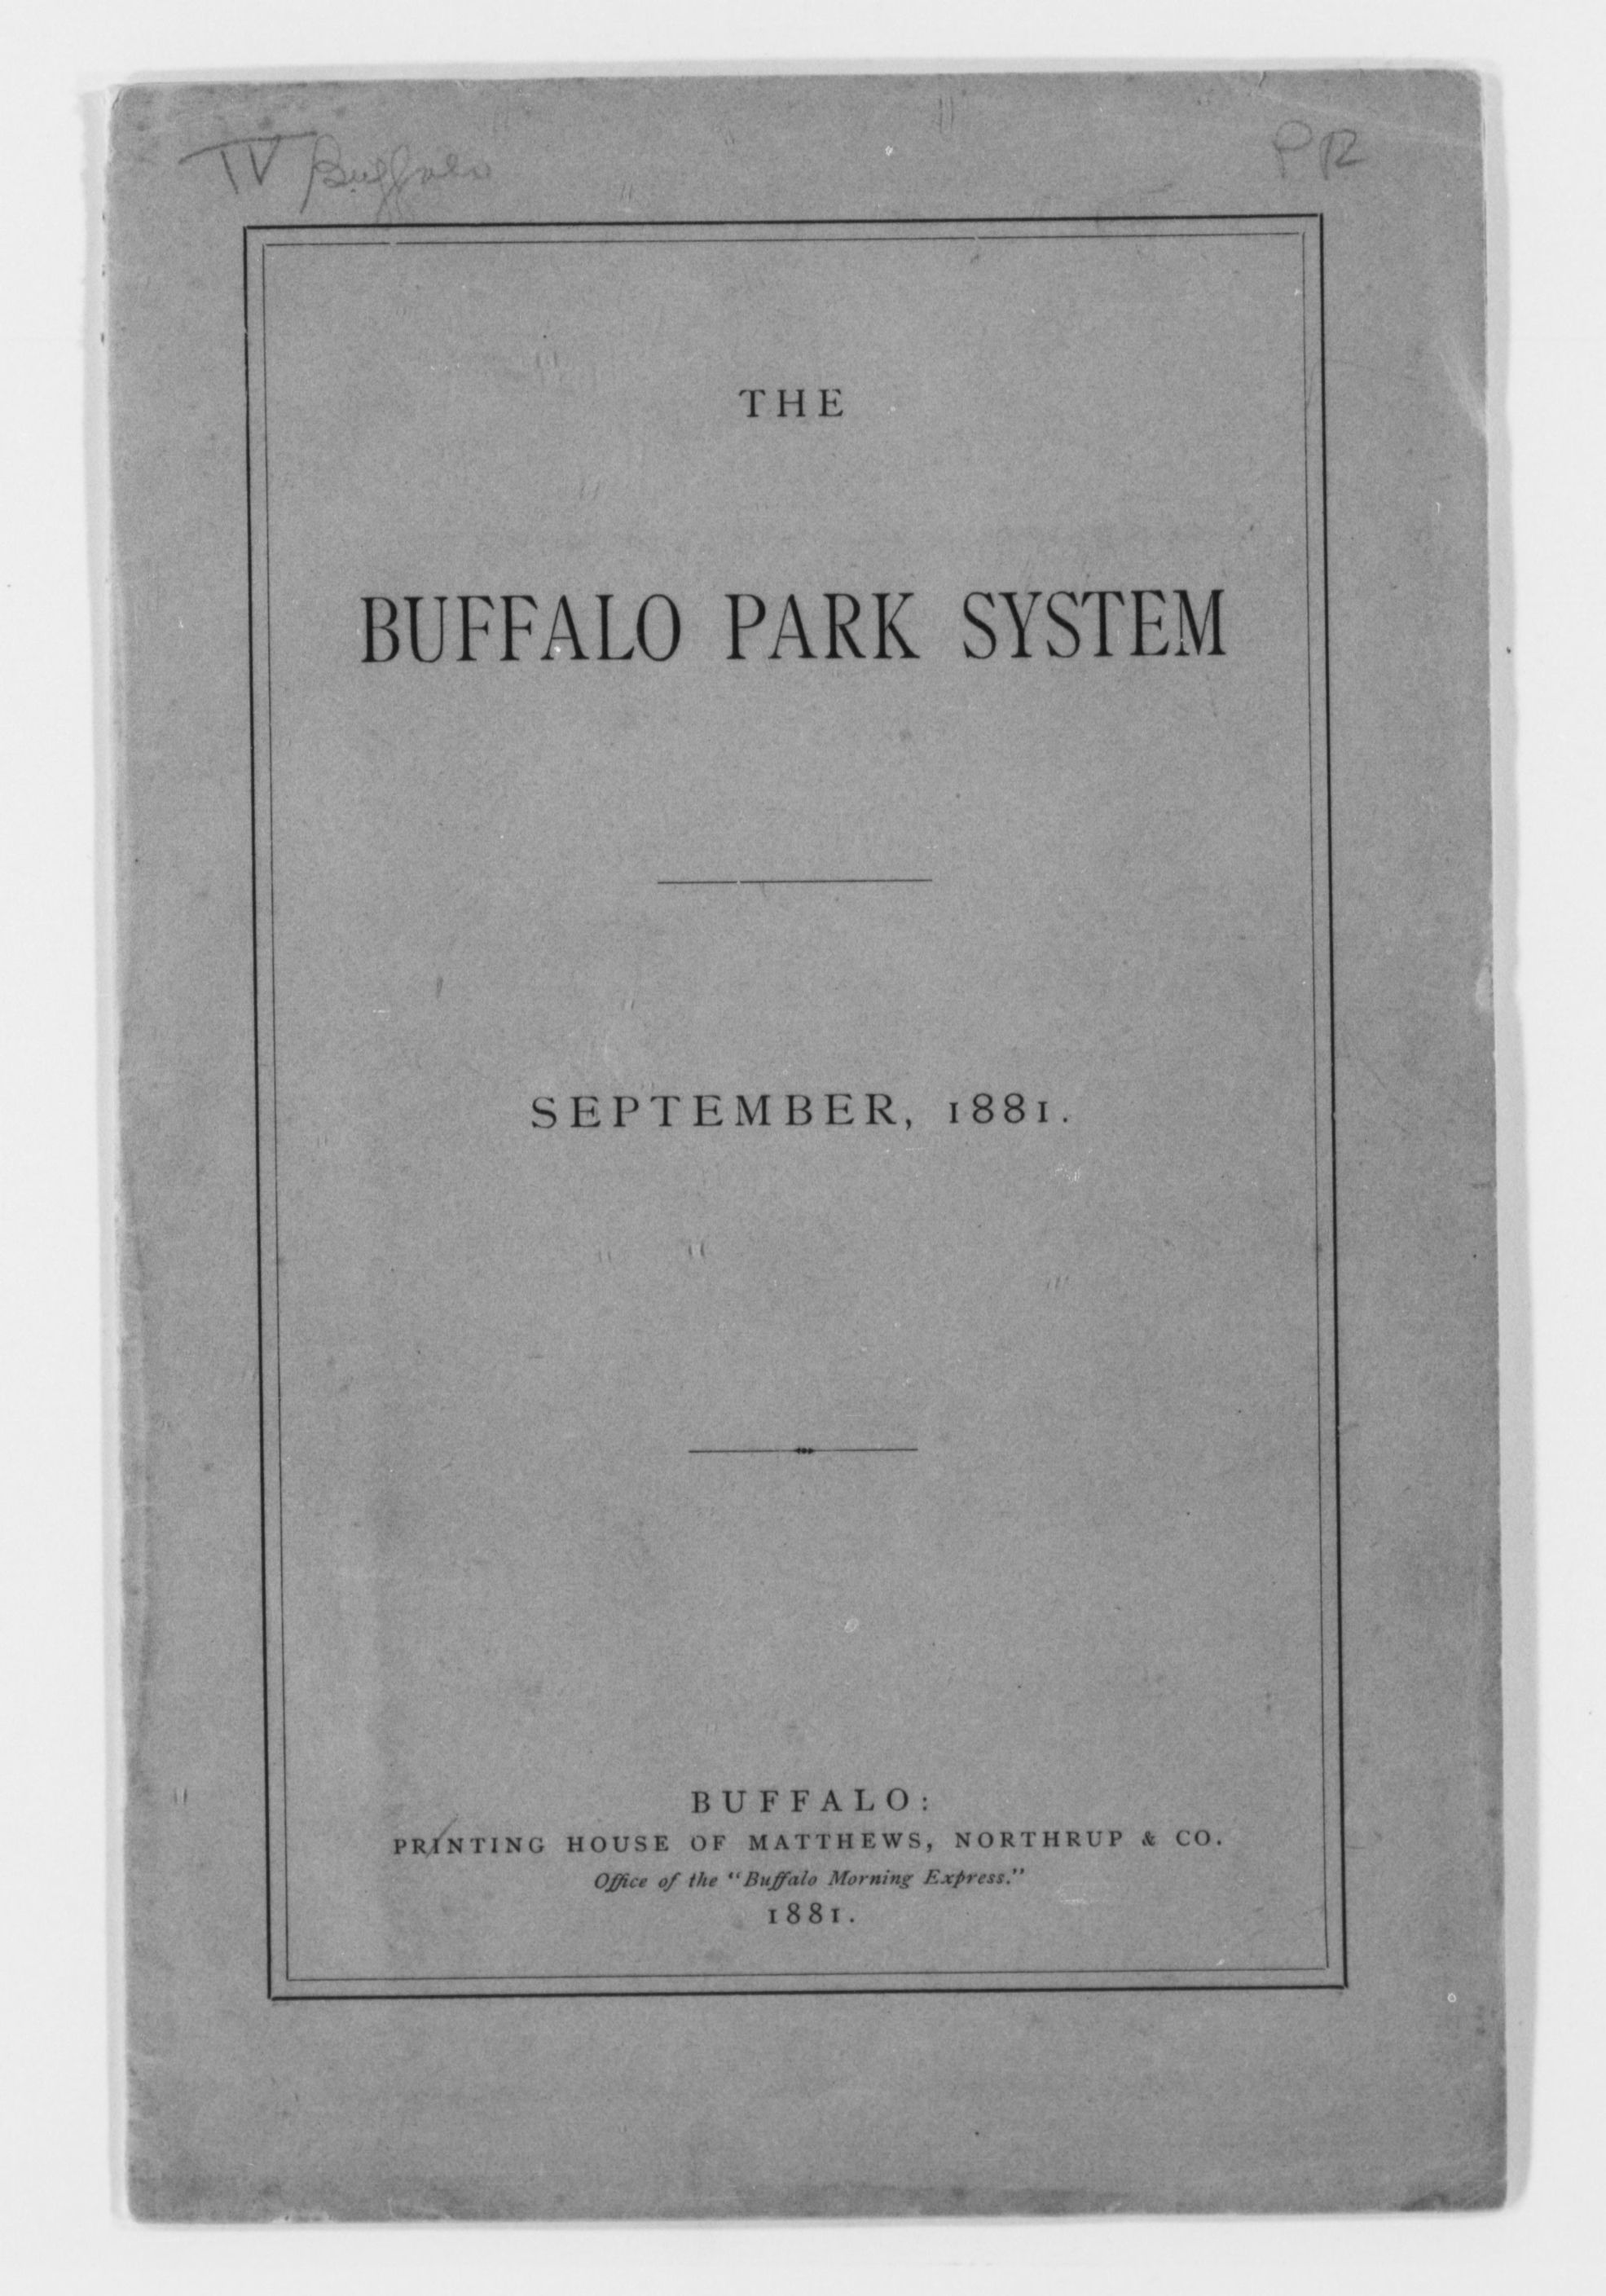 IV Buffalo PR
THE
BUFFALO PARK SYSTEM
SEPTEMBER, 1881.
BUFFALO:
PRINTING HOUSE OF MATTHEWS, NORTHRUP & CO.
Office of the "Buffalo Morning Express."
1881.